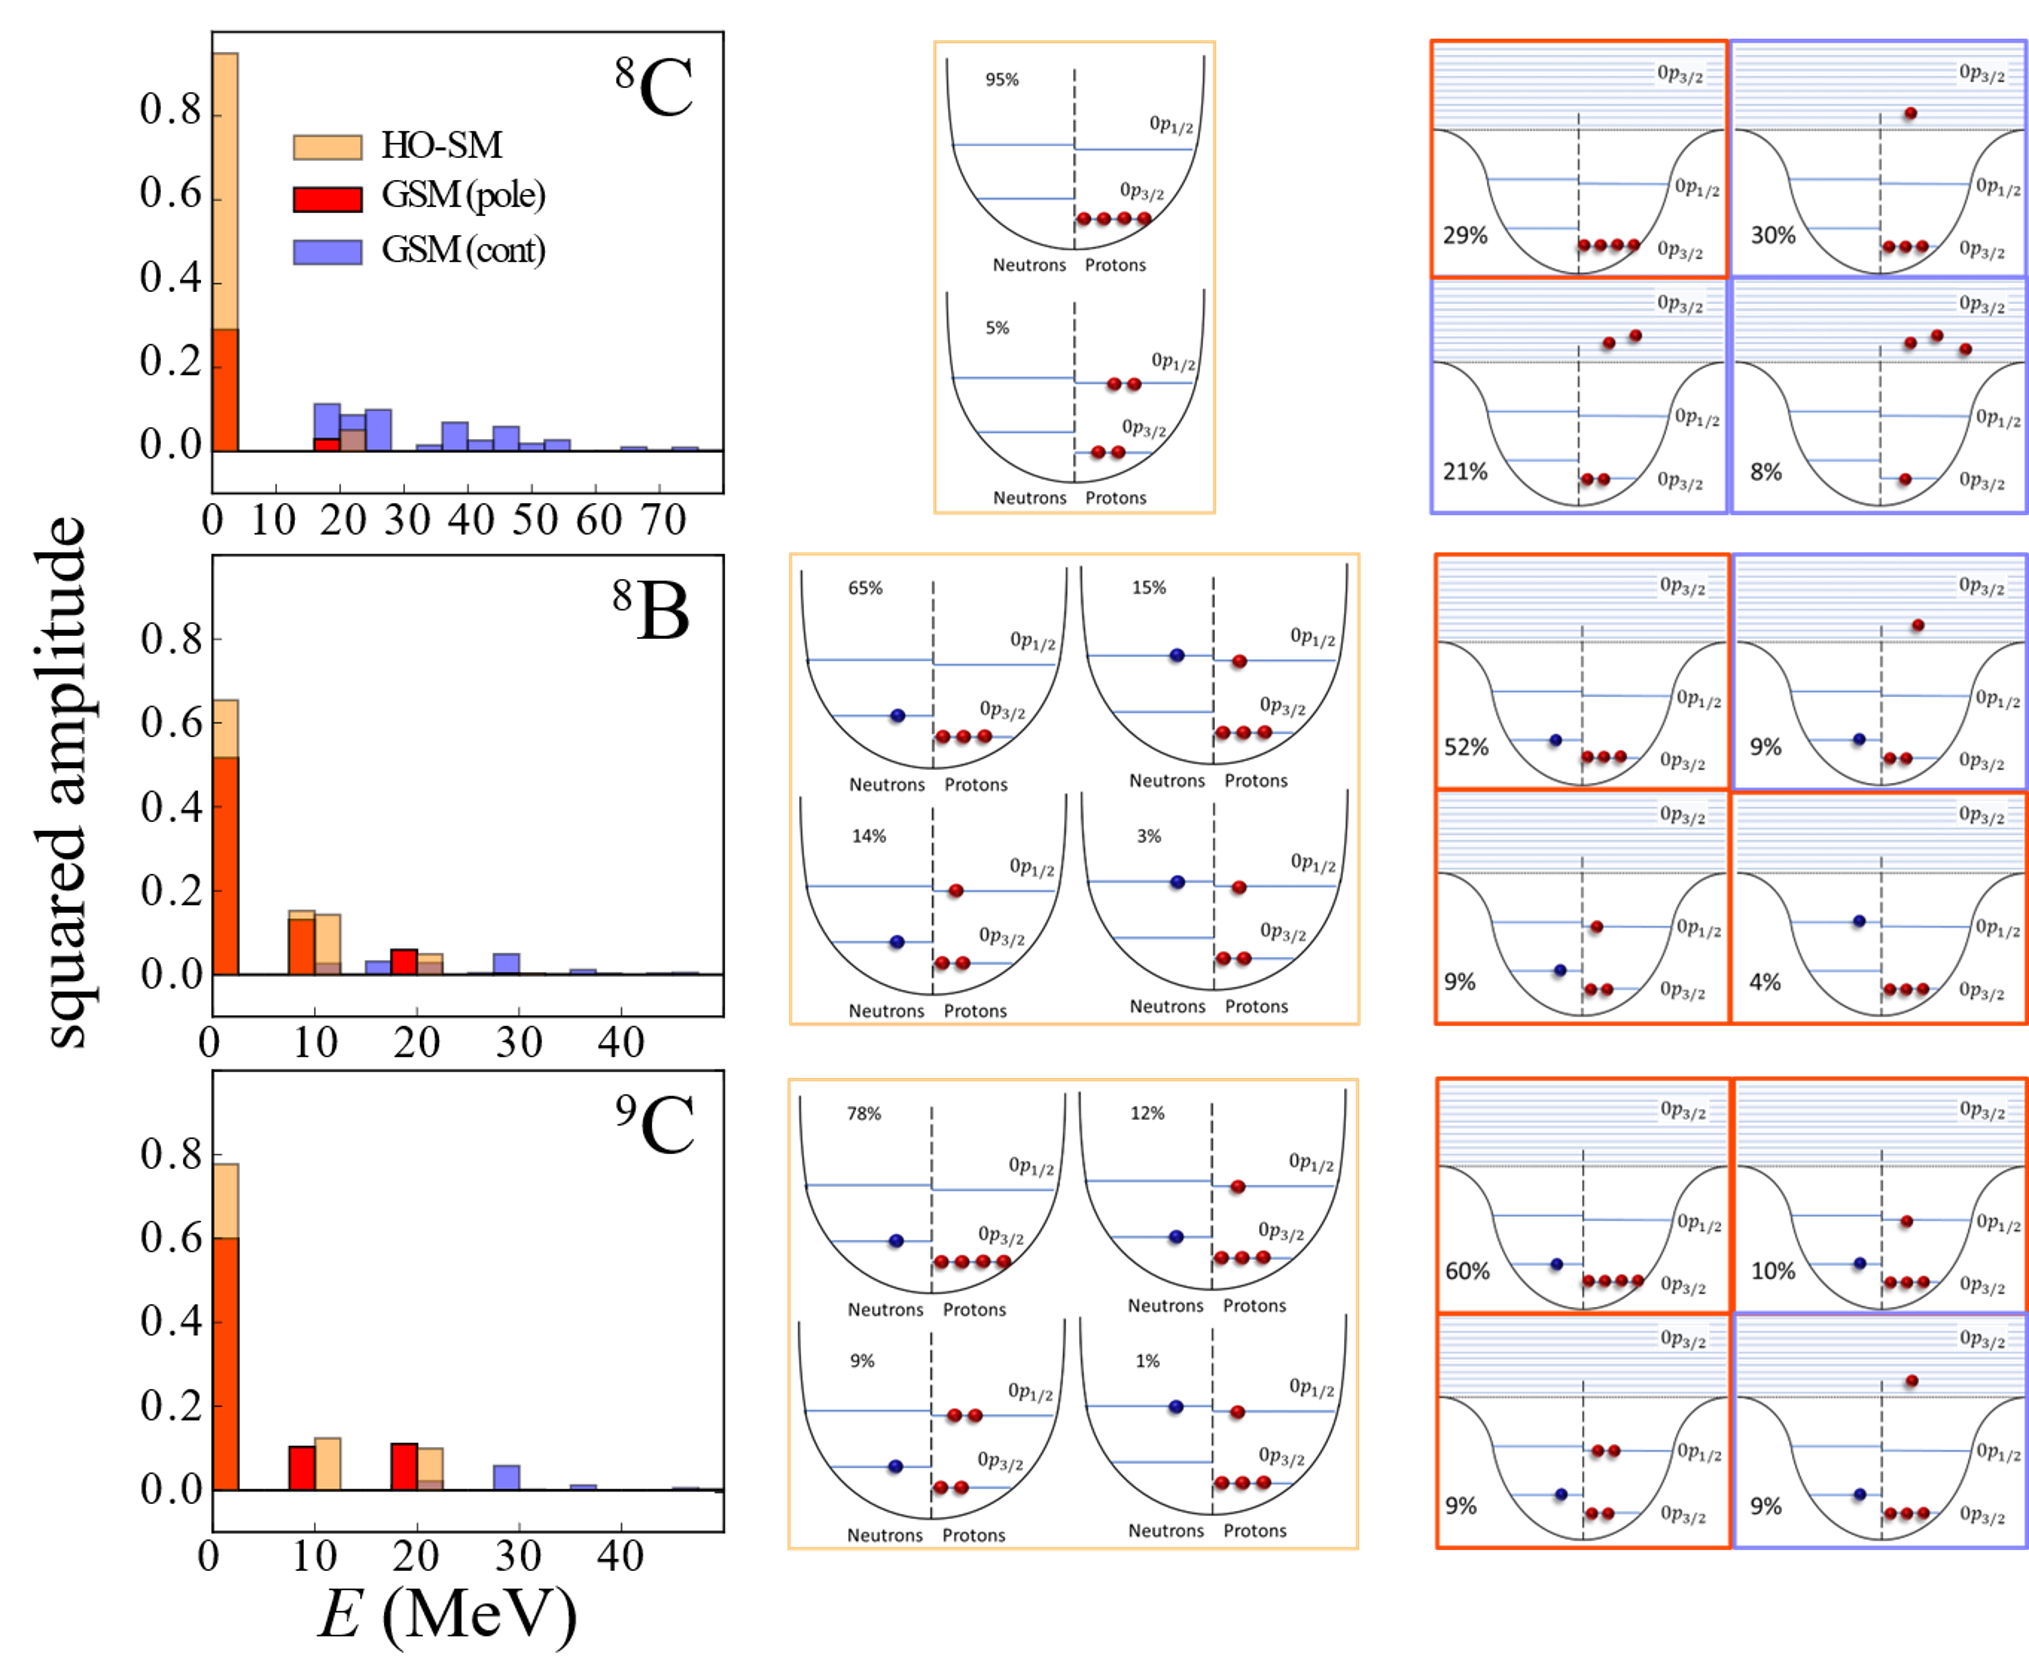 squared amplitude
⁸C
HO-SM
GSM (pole)
GSM (cont)
0.8
0.6
0.4
0.2
0.0
0 10 20 30 40 50 60 70
95%
0p1/2
0p3/2
Neutrons Protons
5%
0p1/2
0p3/2
Neutrons Protons
0p3/2
0p1/2
29% 0p3/2
0p3/2
0p1/2
30% 0p3/2
0p3/2
0p1/2
21% 0p3/2
0p3/2
0p1/2
8% 0p3/2
⁸B
0.8
0.6
0.4
0.2
0.0
0 10 20 30 40
65%
0p1/2
0p3/2
Neutrons Protons
15%
0p1/2
0p3/2
Neutrons Protons
14%
0p1/2
0p3/2
Neutrons Protons
3%
0p1/2
0p3/2
Neutrons Protons
0p3/2
0p1/2
52% 0p3/2
0p3/2
0p1/2
9% 0p3/2
0p3/2
0p1/2
9% 0p3/2
0p3/2
0p1/2
4% 0p3/2
⁹C
0.8
0.6
0.4
0.2
0.0
0 10 20 30 40
E (MeV)
78%
0p1/2
0p3/2
Neutrons Protons
12%
0p1/2
0p3/2
Neutrons Protons
9%
0p1/2
0p3/2
Neutrons Protons
1%
0p1/2
0p3/2
Neutrons Protons
0p3/2
0p1/2
60% 0p3/2
0p3/2
0p1/2
10% 0p3/2
0p3/2
0p1/2
9% 0p3/2
0p3/2
0p1/2
9% 0p3/2